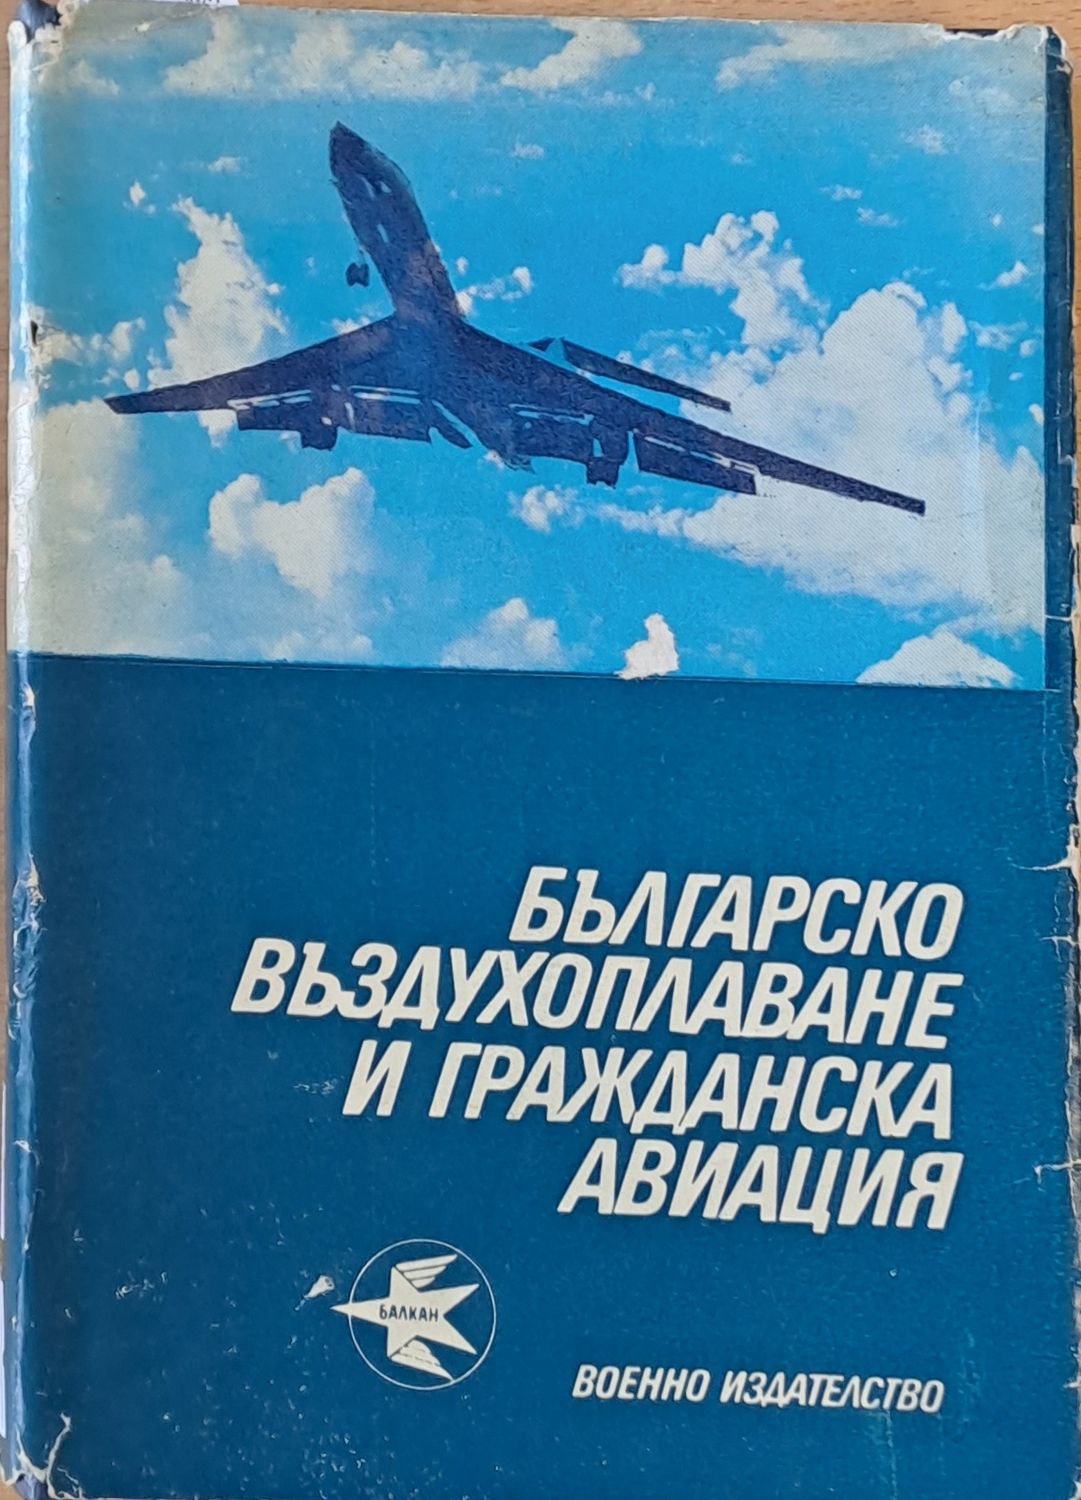 БЪЛГАРСКО
ВЪЗДУХОПЛАВАНЕ
И ГРАЖДАНСКА
АВИАЦИЯ
БАЛКАН
ВОЕННО ИЗДАТЕЛСТВО